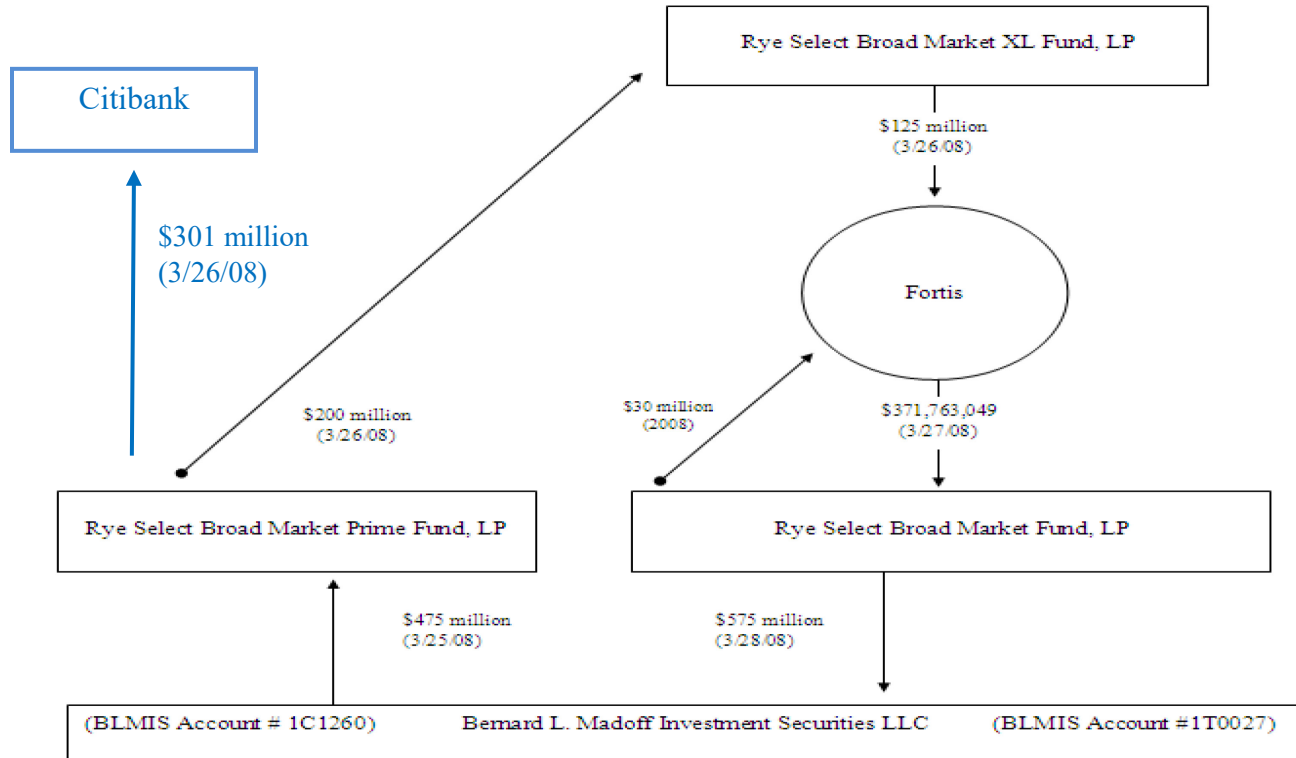 Rye Select Broad Market XL Fund, LP
Citibank
$125 million
(3/26/08)
$301 million
(3/26/08)
Fortis
$200 million
(3/26/08)
$30 million
(2008)
$371,763,049
(3/27/08)
Rye Select Broad Market Prime Fund, LP
Rye Select Broad Market Fund, LP
$475 million
(3/25/08)
$575 million
(3/28/08)
(BLMIS Account # 1C1260) Bernard L. Madoff Investment Securities LLC (BLMIS Account #1T0027)